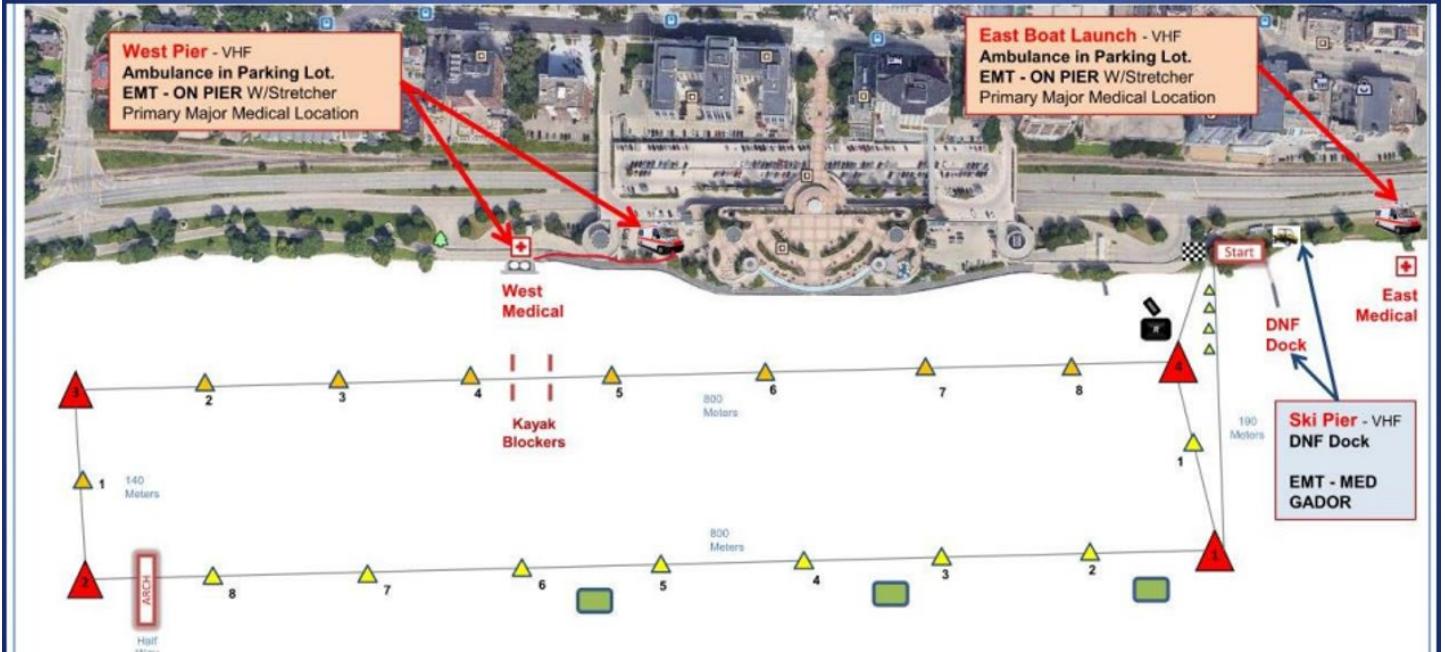 West Pier - VHF
Ambulance in Parking Lot.
EMT - ON PIER W/Stretcher
Primary Major Medical Location
East Boat Launch - VHF
Ambulance in Parking Lot.
EMT - ON PIER W/Stretcher
Primary Major Medical Location
Start
West
Medical
East
Medical
DNF
Dock
3
2
3
4
5
6
7
8
4
Kayak
Blockers
800
Meters
190
Meters
Ski Pier - VHF
DNF Dock
EMT - MED
GADOR
1
1
140
Meters
800
Meters
2
ARCH
8
7
6
5
4
3
2
1
Half